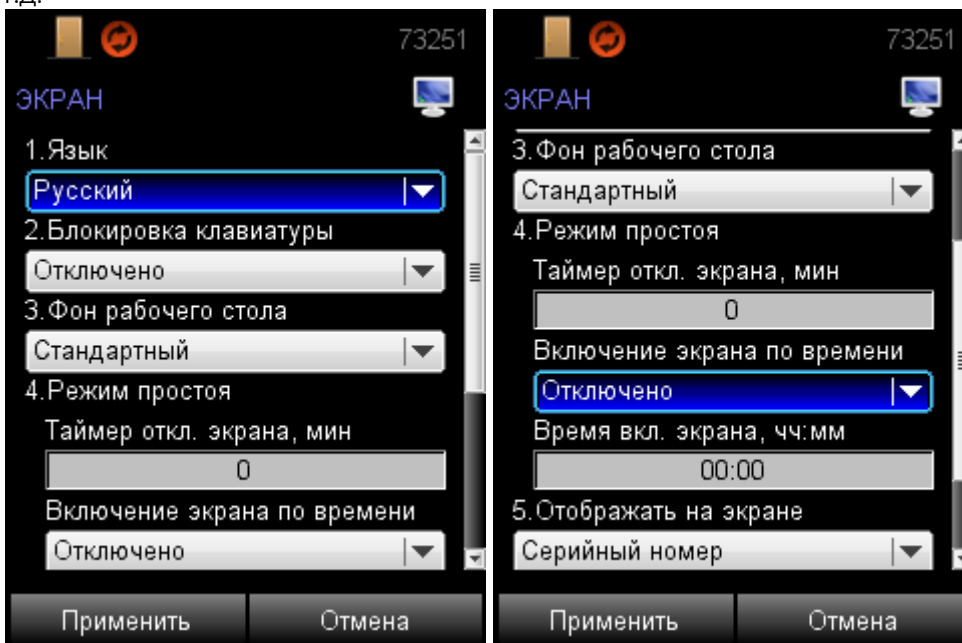 73251
ЭКРАН
1.Язык
Русский
2.Блокировка клавиатуры
Отключено
3.Фон рабочего стола
Стандартный
4.Режим простоя
Таймер откл. экрана, мин
0
Включение экрана по времени
Отключено
Применить Отмена
73251
ЭКРАН
3.Фон рабочего стола
Стандартный
4.Режим простоя
Таймер откл. экрана, мин
0
Включение экрана по времени
Отключено
Время вкл. экрана, чч:мм
00:00
5.Отображать на экране
Серийный номер
Применить Отмена